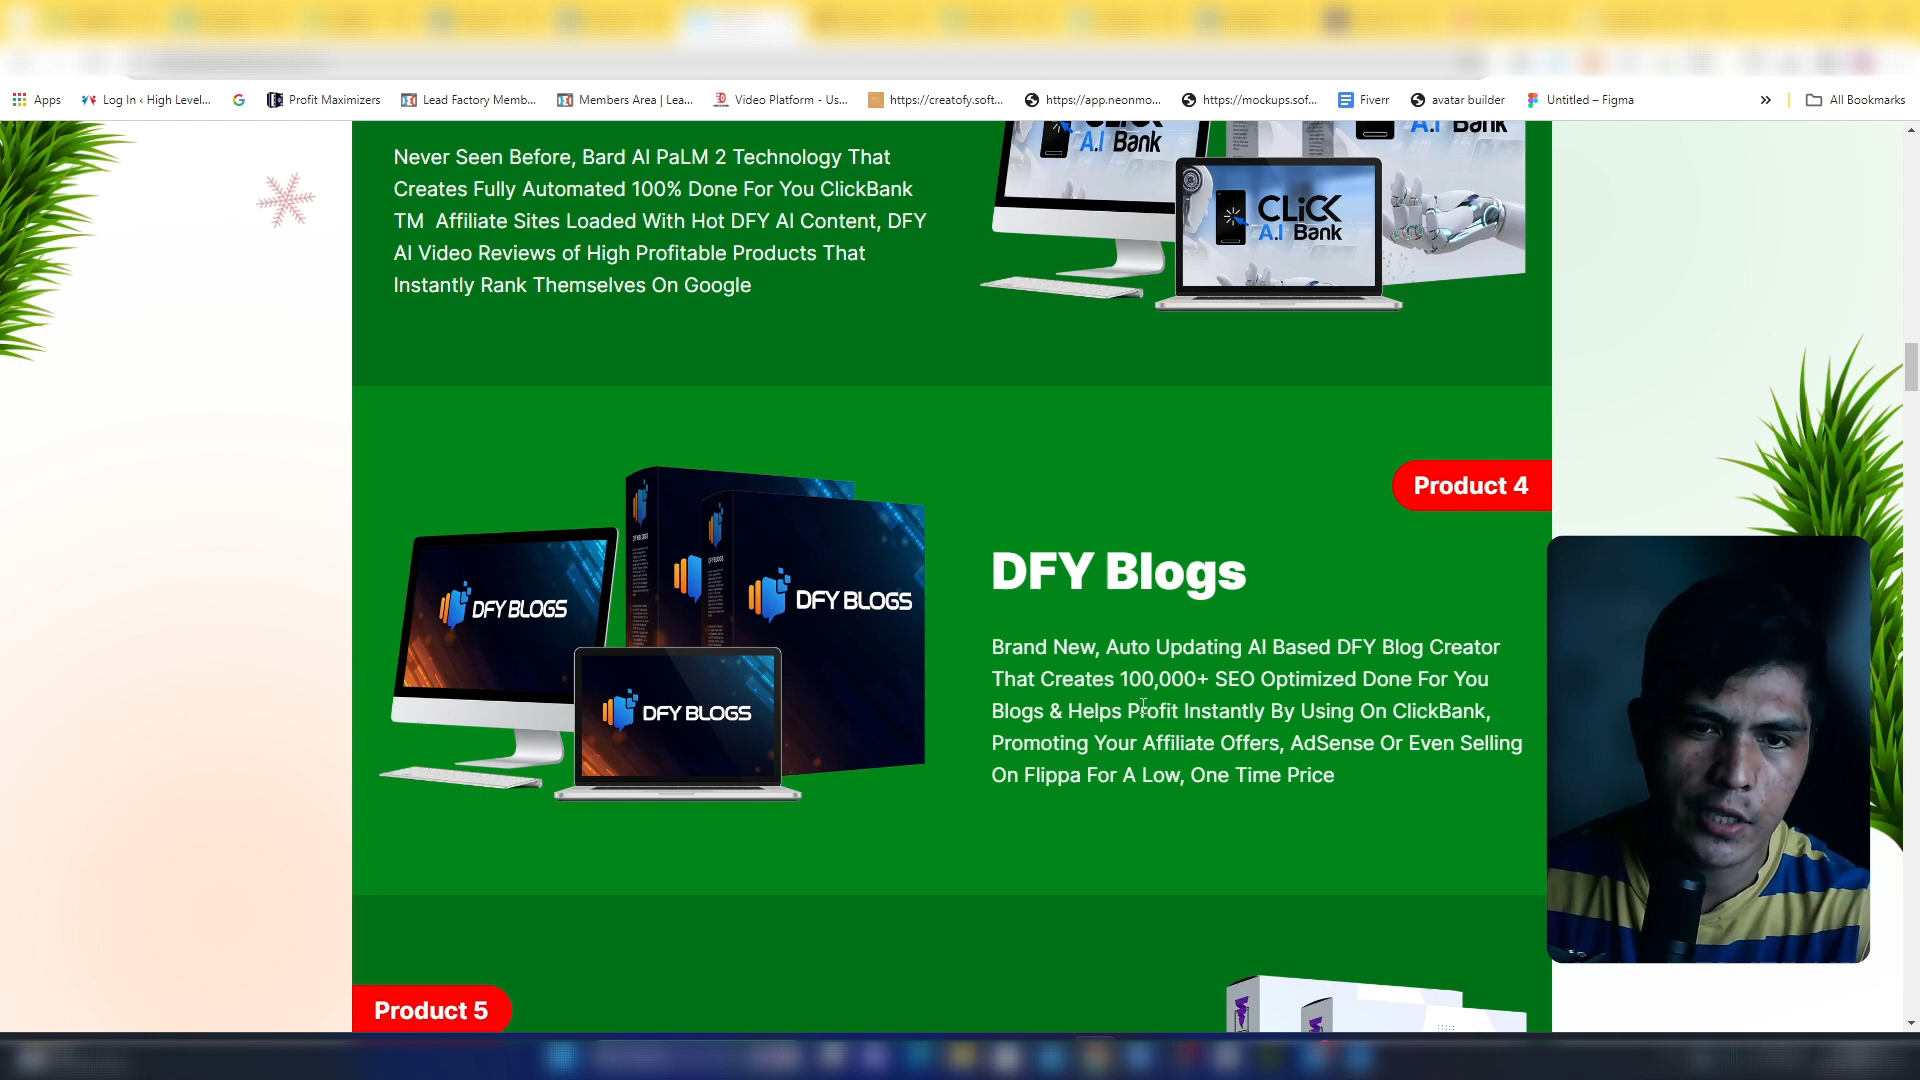 Apps
Log In ‹ High Level...
Profit Maximizers
Lead Factory Memb...
Members Area | Lea...
Video Platform - Us...
https://creatofy.soft...
https://app.neonmo...
https://mockups.sof...
Fiverr
avatar builder
Untitled – Figma
»
All Bookmarks
Never Seen Before, Bard AI PaLM 2 Technology That
Creates Fully Automated 100% Done For You ClickBank
TM Affiliate Sites Loaded With Hot DFY AI Content, DFY
AI Video Reviews of High Profitable Products That
Instantly Rank Themselves On Google
CLiCK
A.I Bank
A.I Bank
CLiCK
A.I Bank
Product 4
DFY BLOGS
DFY BLOGS
DFY BLOGS
DFY Blogs
Brand New, Auto Updating AI Based DFY Blog Creator
That Creates 100,000+ SEO Optimized Done For You
Blogs & Helps Profit Instantly By Using On ClickBank,
Promoting Your Affiliate Offers, AdSense Or Even Selling
On Flippa For A Low, One Time Price
Product 5